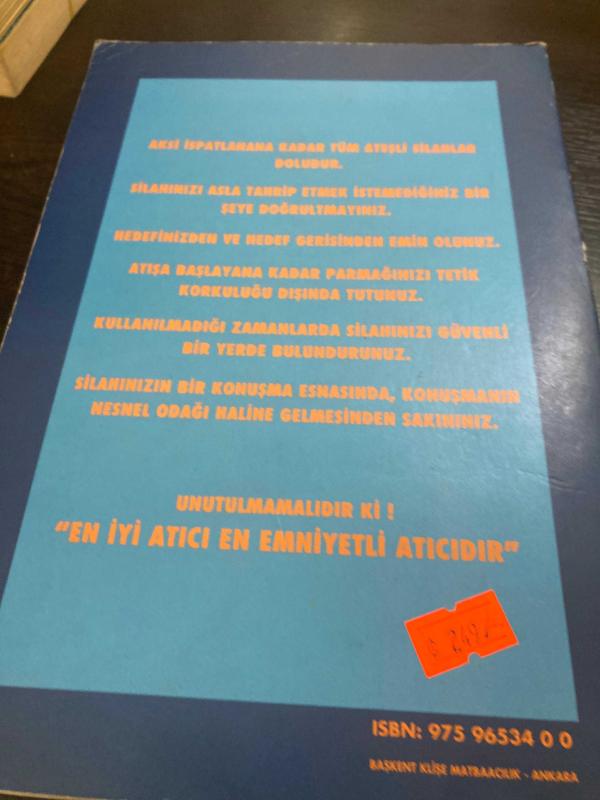 AKSİ İSPATLANANA KADAR TÜM ATEŞLİ SİLAHLAR
DOLUDUR.
SİLAHINIZI ASLA TAHRİP ETMEK İSTEMEDİĞİNİZ BİR
ŞEYE DOĞRULTMAYINIZ.
HEDEFİNİZDEN VE HEDEF GERİSİNDEN EMİN OLUNUZ.
ATIŞA BAŞLAYANA KADAR PARMAĞINIZI TETİK
KORKULUĞU DIŞINDA TUTUNUZ.
KULLANILMADIĞI ZAMANLARDA SİLAHINIZI GÜVENLİ
BİR YERDE BULUNDURUNUZ.
SİLAHINIZIN BİR KONUŞMA ESNASINDA, KONUŞMANIN
NESNEL ODAĞI HALİNE GELMESİNDEN SAKININIZ.
UNUTULMAMALIDIR Kİ !
"EN İYİ ATICI EN EMNİYETLİ ATICIDIR"
ISBN: 975 96534 0 0
BAŞKENT KLİŞE MATBAACILIK - ANKARA